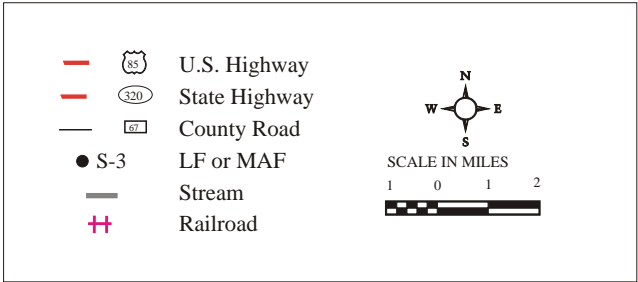 85 U.S. Highway
320 State Highway
67 County Road
S-3 LF or MAF
Stream
Railroad
N
W E
S
SCALE IN MILES
1 0 1 2